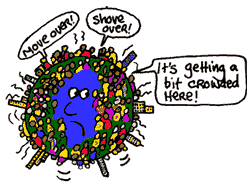 MOVE OVER!
Shove
OVER!
It's getting a
bit CROWDED
HERE!